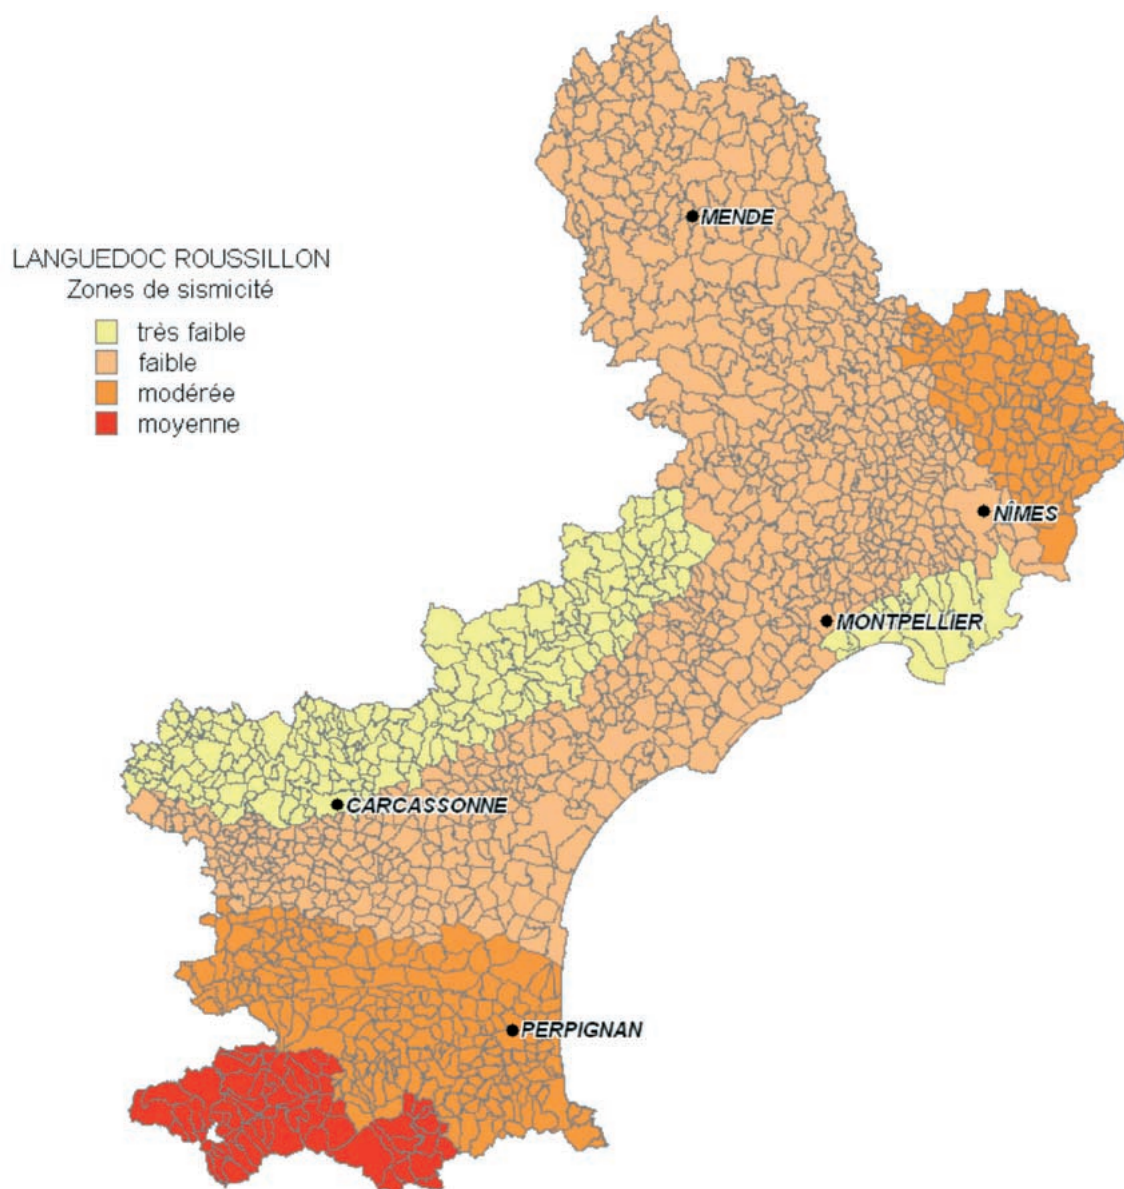 LANGUEDOC ROUSSILLON
Zones de sismicité
très faible
faible
modérée
moyenne
MENDE
NÎMES
MONTPELLIER
CARCASSONNE
PERPIGNAN